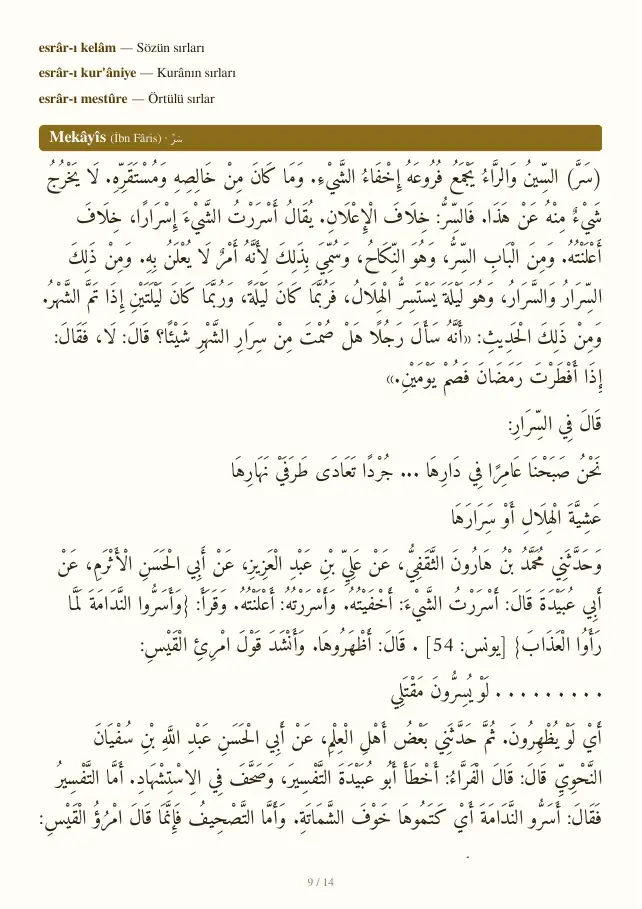 esrâr-ı kelâm — Sözün sırları
esrâr-ı kur'âniye — Kurânın sırları
esrâr-ı mestûre — Örtülü sırlar
Mekâyîs (İbn Fâris) · سَرَّ
(سَرَّ) السِّينُ وَالرَّاءُ يَجْمَعُ فُرُوعَهُ إِخْفَاءُ الشَّيْءِ. وَمَا كَانَ مِنْ خَالِصِهِ وَمُسْتَقَرِّهِ. لَا يَخْرُجُ
شَيْءٌ مِنْهُ عَنْ هَذَا. فَالسِّرُّ: خِلَافُ الْإِعْلَانِ. يُقَالُ أَسْرَرْتُ الشَّيْءَ إِسْرَارًا، خِلَافَ
أَعْلَنْتُهُ. وَمِنَ الْبَابِ السِّرُّ، وَهُوَ النِّكَاحُ، وَسُمِّيَ بِذَلِكَ لِأَنَّهُ أَمْرٌ لَا يُعْلَنُ بِهِ. وَمِنْ ذَلِكَ
السِّرَارُ وَالسَّرَارُ، وَهُوَ لَيْلَةَ يَسْتَسِرُّ الْهِلَالُ، فَرُبَّمَا كَانَ لَيْلَةً، وَرُبَّمَا كَانَ لَيْلَتَيْنِ إِذَا تَمَّ الشَّهْرُ.
وَمِنْ ذَلِكَ الْحَدِيثِ: «أَنَّهُ سَأَلَ رَجُلًا هَلْ صُمْتَ مِنْ سِرَارِ الشَّهْرِ شَيْئًا؟ قَالَ: لَا، فَقَالَ:
إِذَا أَفْطَرْتَ رَمَضَانَ فَصُمْ يَوْمَيْنِ.»
قَالَ فِي السِّرَارِ:
نَحْنُ صَبَحْنَا عَامِرًا فِي دَارِهَا ... جُرْدًا تَعَادَى طَرَفَيْ نَهَارِهَا
عَشِيَّةَ الْهِلَالِ أَوْ سَرَارِهَا
وَحَدَّثَنِي مُحَمَّدُ بْنُ هَارُونَ الثَّقَفِيُّ، عَنْ عَلِيِّ بْنِ عَبْدِ الْعَزِيزِ، عَنْ أَبِي الْحَسَنِ الْأَثْرَمِ، عَنْ
أَبِي عُبَيْدَةَ قَالَ: أَسْرَرْتُ الشَّيْءَ: أَخْفَيْتُهُ. وَأَسْرَرْتُهُ: أَعْلَنْتُهُ. وَقَرَأَ: {وَأَسَرُّوا النَّدَامَةَ لَمَّا
رَأَوُا الْعَذَابَ} [يونس: 54] . قَالَ: أَظْهَرُوهَا. وَأَنْشَدَ قَوْلَ امْرِئِ الْقَيْسِ:
. . . . . . . . . لَوْ يُسِرُّونَ مَقْتَلِي
أَيْ لَوْ يُظْهِرُونَ. ثُمَّ حَدَّثَنِي بَعْضُ أَهْلِ الْعِلْمِ، عَنْ أَبِي الْحَسَنِ عَبْدِ اللَّهِ بْنِ سُفْيَانَ
النَّحْوِيِّ قَالَ: قَالَ الْفَرَّاءُ: أَخْطَأَ أَبُو عُبَيْدَةَ التَّفْسِيرَ، وَصَحَّفَ فِي الِاسْتِشْهَادِ. أَمَّا التَّفْسِيرُ
فَقَالَ: أَسَرُّو النَّدَامَةَ أَيْ كَتَمُوهَا خَوْفَ الشَّمَاتَةِ. وَأَمَّا التَّصْحِيفُ فَإِنَّمَا قَالَ امْرُؤُ الْقَيْسِ:
9 / 14